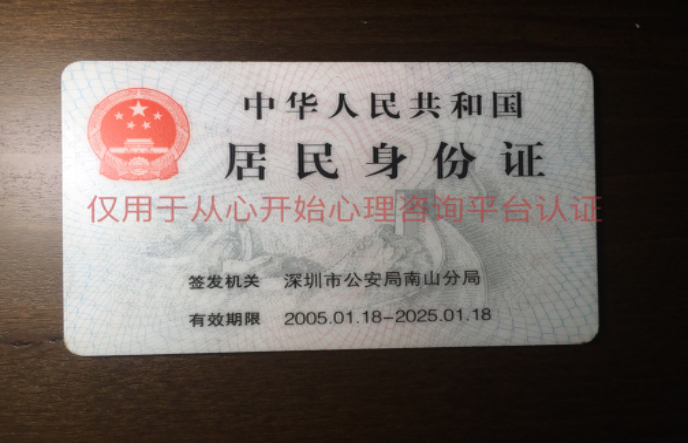 中华人民共和国
居民身份证
仅用于从心开始心理咨询平台认证
签发机关 深圳市公安局南山分局
有效期限 2005.01.18-2025.01.18